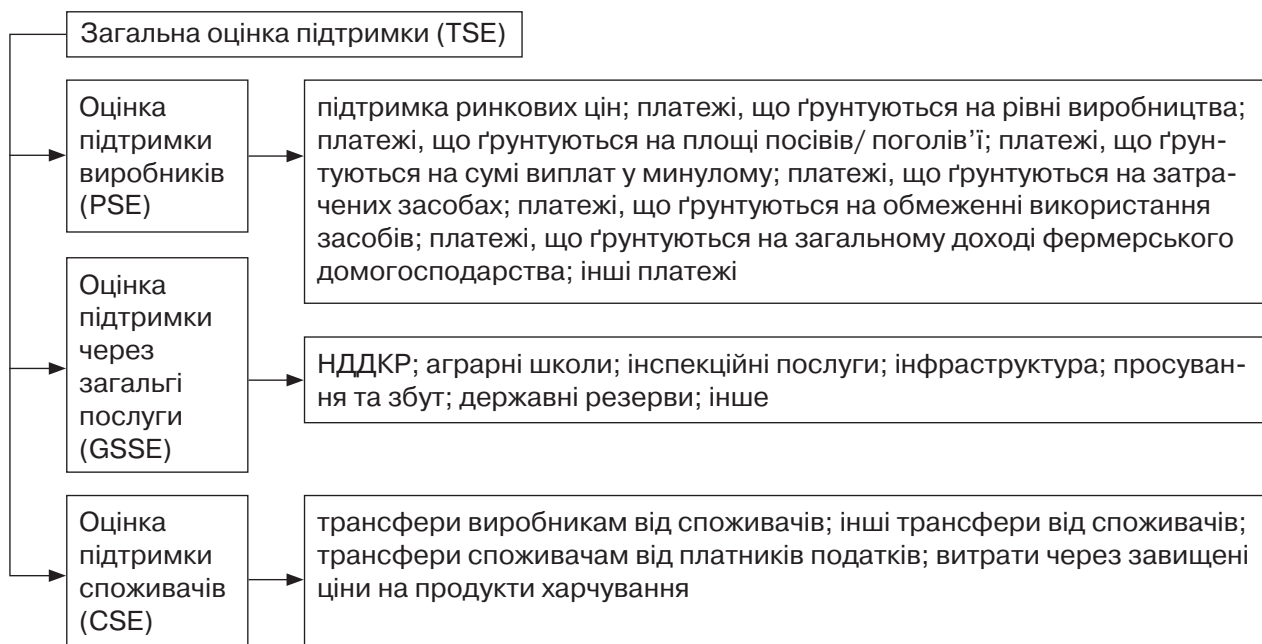 Загальна оцінка підтримки (TSE)
Оцінка
підтримки
виробників
(PSE)
підтримка ринкових цін; платежі, що ґрунтуються на рівні виробництва;
платежі, що ґрунтуються на площі посівів/ поголів’ї; платежі, що ґрун-
туються на сумі виплат у минулому; платежі, що ґрунтуються на затра-
чених засобах; платежі, що ґрунтуються на обмеженні використання
засобів; платежі, що ґрунтуються на загальному доході фермерського
домогосподарства; інші платежі
Оцінка
підтримки
через
загальгі
послуги
(GSSE)
НДДКР; аграрні школи; інспекційні послуги; інфраструктура; просуван-
ня та збут; державні резерви; інше
Оцінка
підтримки
споживачів
(CSE)
трансфери виробникам від споживачів; інші трансфери від споживачів;
трансфери споживачам від платників податків; витрати через завищені
ціни на продукти харчування